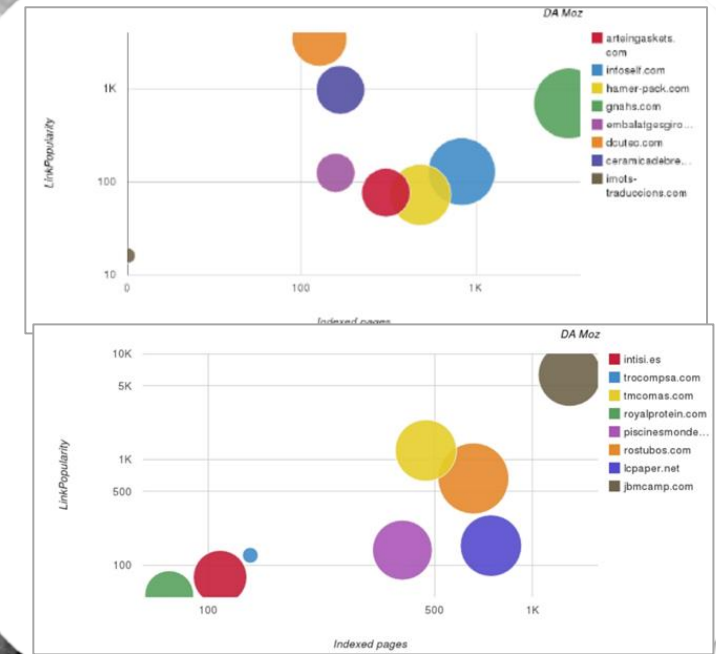 DA Moz
arteingaskets.
com
infoself.com
hamer-pack.com
gnahs.com
embalatgesgiro...
dcutec.com
ceramicadebre...
imots-
traduccions.com
LinkPopularity
1K
100
10
0 100 1K
Indexed pages
DA Moz
intisi.es
trocompsa.com
tmcomas.com
royalprotein.com
piscinesmonde...
rostubos.com
lcpaper.net
jbmcamp.com
LinkPopularity
10K
5K
1K
500
100
100 500 1K
Indexed pages